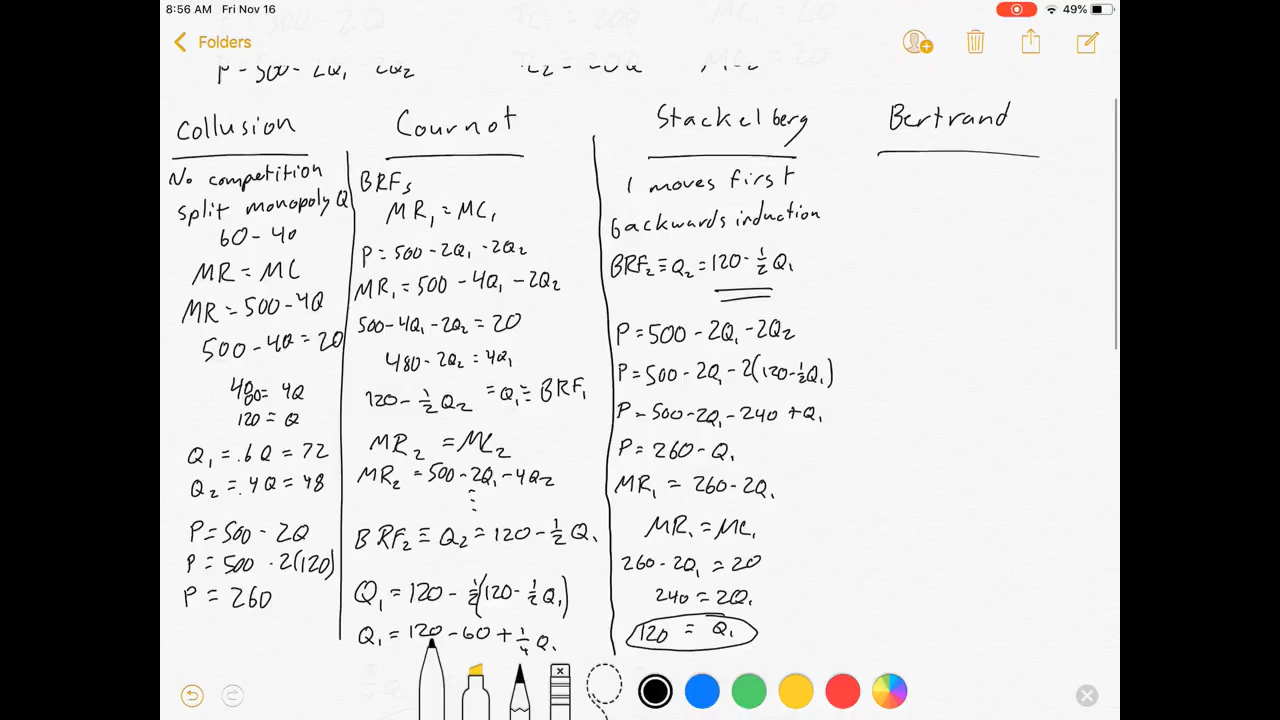 8:56 AM Fri Nov 16
49%
Folders
P = 500 - 2Q₁ - 2Q₂
Collusion
No competition
split monopoly Q
60 - 40
MR = MC
MR = 500 - 4Q
500 - 4Q = 20
480 = 4Q
120 = Q
Q₁ = .6Q = 72
Q₂ = .4Q = 48
P = 500 - 2Q
P = 500 - 2(120)
P = 260
Cournot
BRFs
MR₁ = MC₁
P = 500 - 2Q₁ - 2Q₂
MR₁ = 500 - 4Q₁ - 2Q₂
500 - 4Q₁ - 2Q₂ = 20
480 - 2Q₂ = 4Q₁
120 - ½ Q₂ = Q₁ ≡ BRF₁
MR₂ = MC₂
MR₂ = 500 - 2Q₁ - 4Q₂
⋮
BRF₂ ≡ Q₂ = 120 - ½ Q₁
Q₁ = 120 - ½(120 - ½ Q₁)
Q₁ = 120 - 60 + ¼ Q₁
Stackelberg
1 moves first
backwards induction
BRF₂ ≡ Q₂ = 120 - ½ Q₁
P = 500 - 2Q₁ - 2Q₂
P = 500 - 2Q₁ - 2(120 - ½Q₁)
P = 500 - 2Q₁ - 240 + Q₁
P = 260 - Q₁
MR₁ = 260 - 2Q₁
MR₁ = MC₁
260 - 2Q₁ = 20
240 = 2Q₁
120 = Q₁
Bertrand